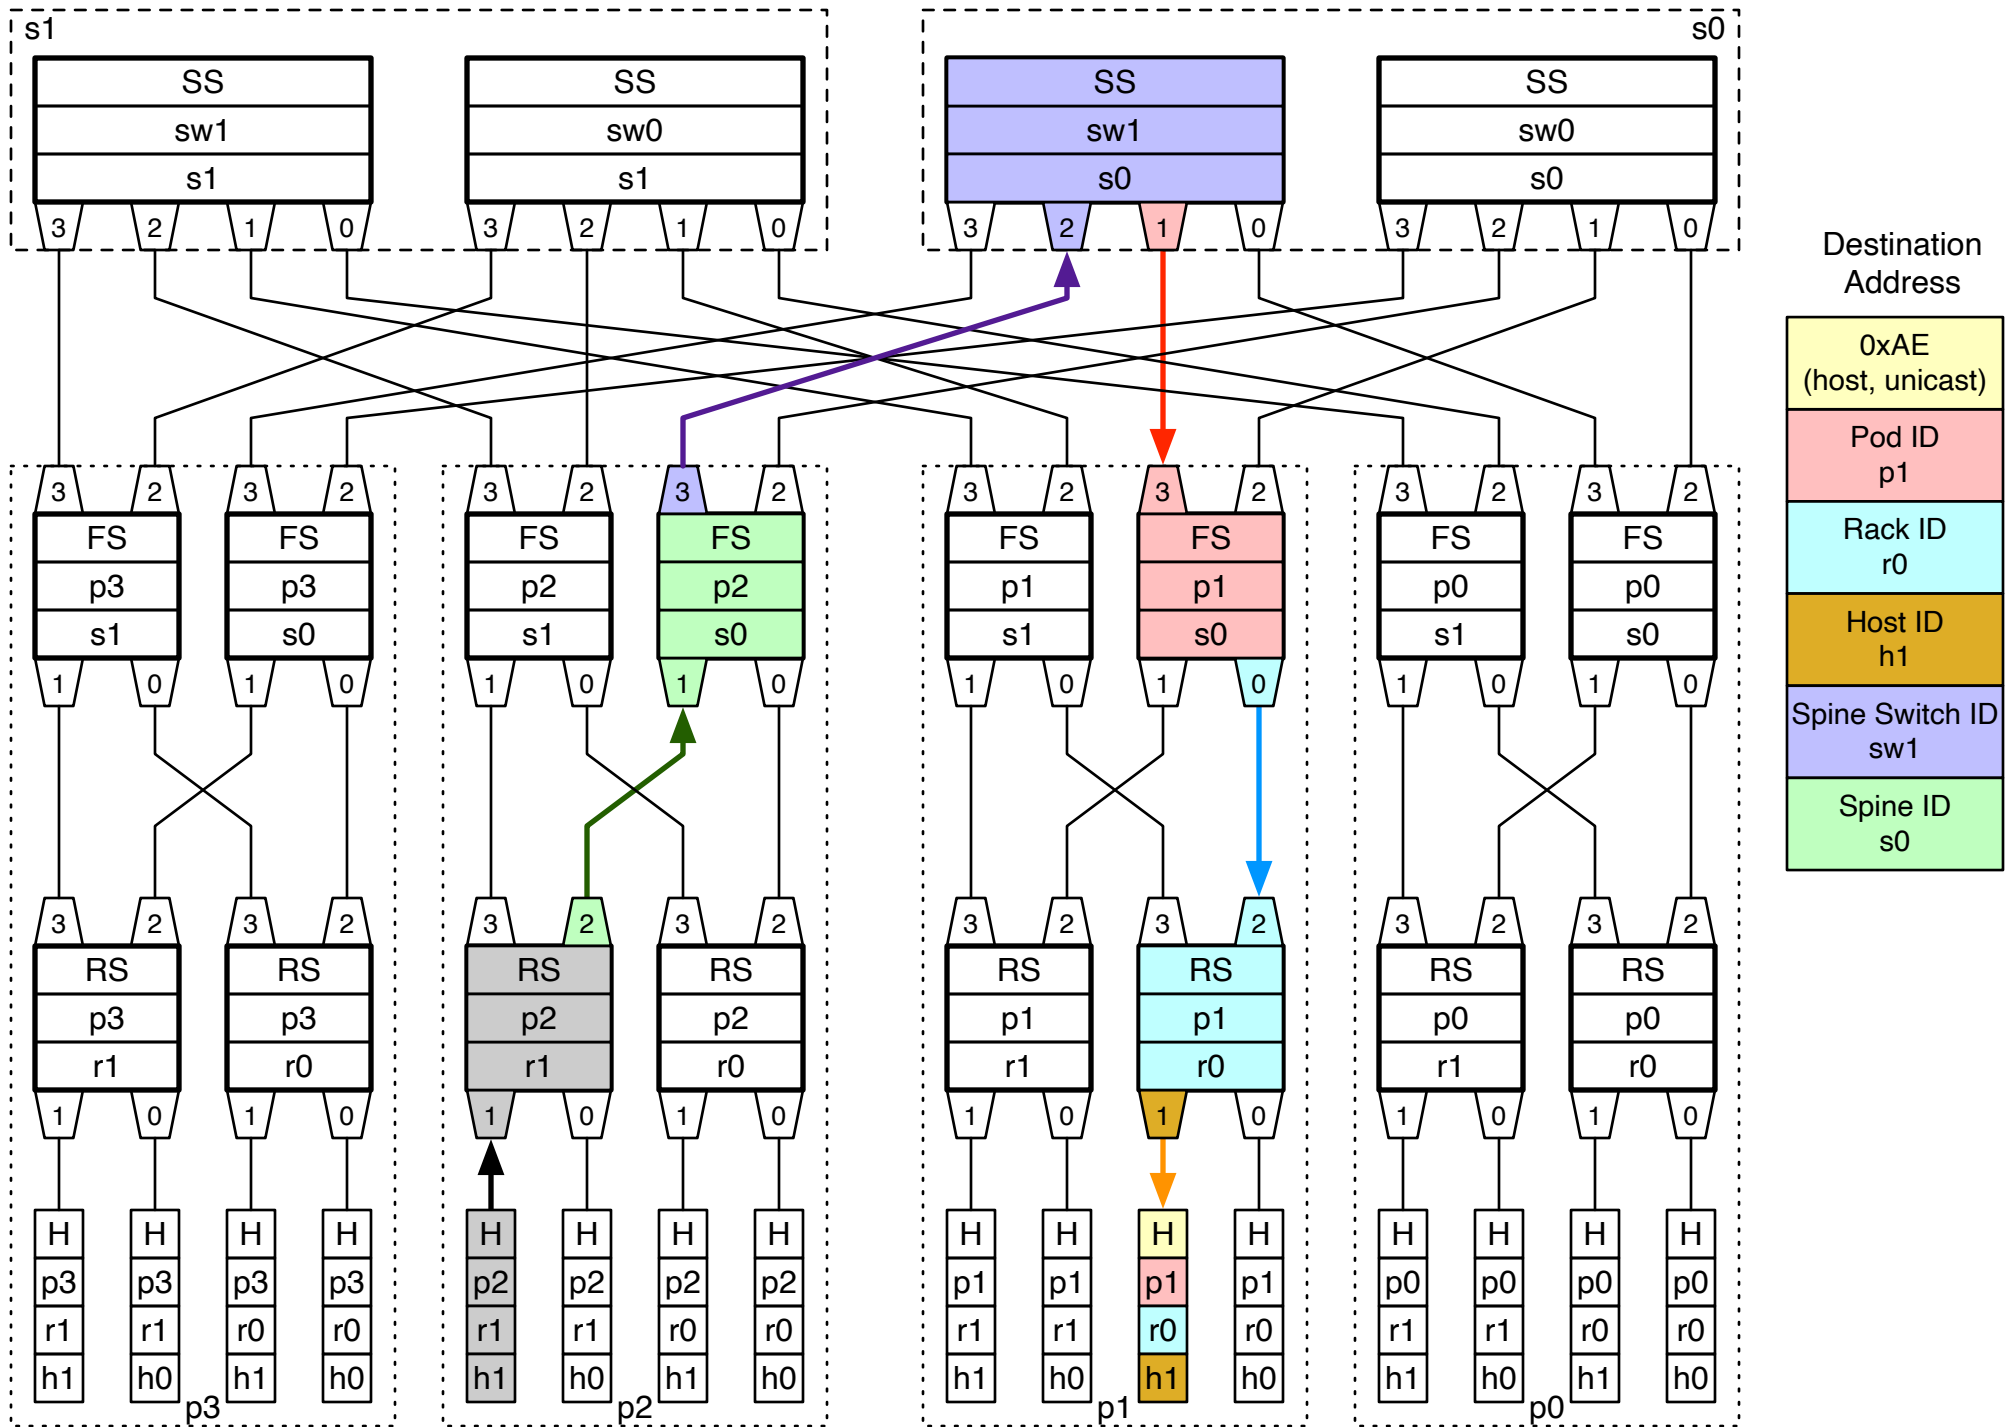 s1 s0
SS SS SS SS
sw1 sw0 sw1 sw0
s1 s1 s0 s0
3 2 1 0 3 2 1 0 3 2 1 0 3 2 1 0
Destination
Address
0xAE
(host, unicast)
Pod ID
p1
Rack ID
r0
Host ID
h1
Spine Switch ID
sw1
Spine ID
s0
3 2 3 2 3 2 3 2 3 2 3 2 3 2 3 2
FS FS FS FS FS FS FS FS
p3 p3 p2 p2 p1 p1 p0 p0
s1 s0 s1 s0 s1 s0 s1 s0
1 0 1 0 1 0 1 0 1 0 1 0 1 0 1 0
3 2 3 2 3 2 3 2 3 2 3 2 3 2 3 2
RS RS RS RS RS RS RS RS
p3 p3 p2 p2 p1 p1 p0 p0
r1 r0 r1 r0 r1 r0 r1 r0
1 0 1 0 1 0 1 0 1 0 1 0 1 0 1 0
H H H H H H H H H H H H H H H H
p3 p3 p3 p3 p2 p2 p2 p2 p1 p1 p1 p1 p0 p0 p0 p0
r1 r1 r0 r0 r1 r1 r0 r0 r1 r1 r0 r0 r1 r1 r0 r0
h1 h0 h1 h0 h1 h0 h1 h0 h1 h0 h1 h0 h1 h0 h1 h0
p3 p2 p1 p0